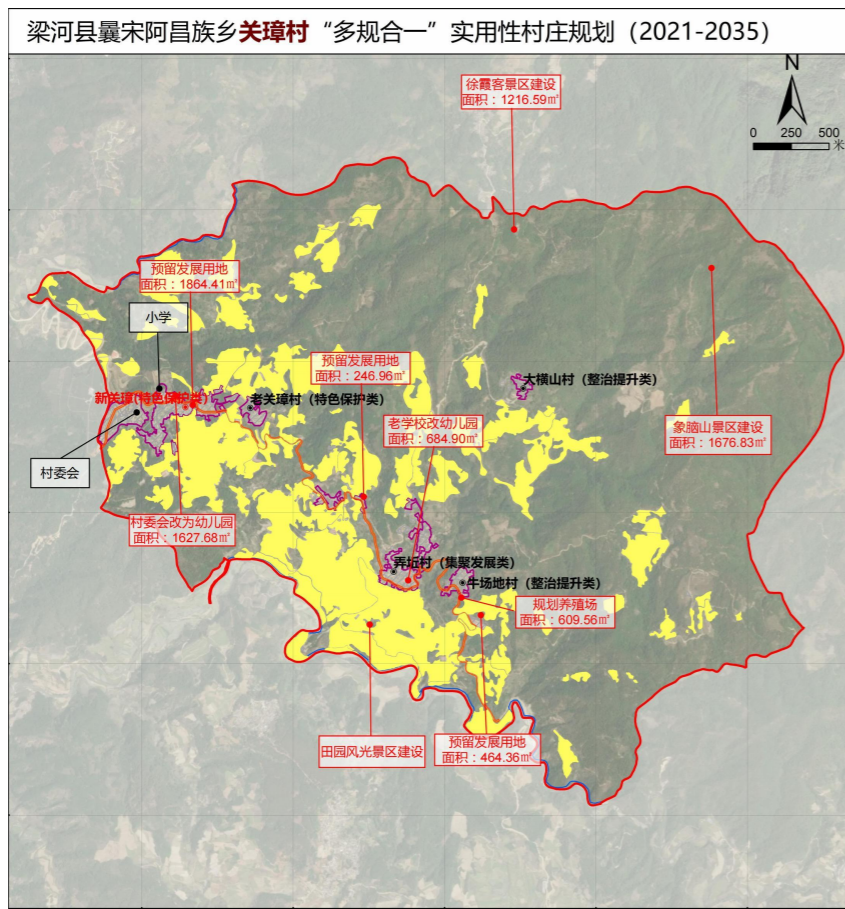 梁河县曩宋阿昌族乡关璋村“多规合一”实用性村庄规划（2021-2035）
N
0 250 500
米
徐霞客景区建设
面积：1216.59㎡
预留发展用地
面积：1864.41㎡
小学
预留发展用地
面积：246.96㎡
大横山村（整治提升类）
新关璋(特色保护类)
老关璋村（特色保护类）
老学校改幼儿园
面积：684.90㎡
象脑山景区建设
面积：1676.83㎡
村委会
村委会改为幼儿园
面积：1627.68㎡
弄坵村（集聚发展类）
牛场地村（整治提升类）
规划养殖场
面积：609.56㎡
田园风光景区建设
预留发展用地
面积：464.36㎡